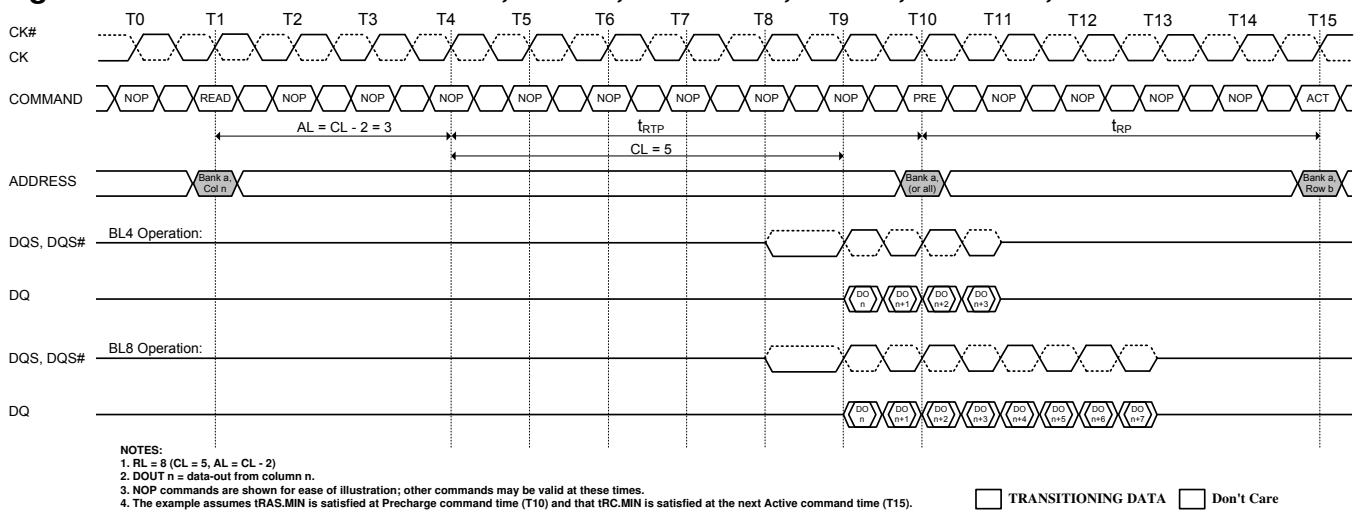 T0 T1 T2 T3 T4 T5 T6 T7 T8 T9 T10 T11 T12 T13 T14 T15
CK#
CK
COMMAND NOP READ NOP NOP NOP NOP NOP NOP NOP NOP PRE NOP NOP NOP NOP ACT
AL = CL - 2 = 3 tRTP tRP
CL = 5
ADDRESS Bank a, Col n Bank a, (or all) Bank a, Row b
BL4 Operation:
DQS, DQS#
DQ DO n DO n+1 DO n+2 DO n+3
BL8 Operation:
DQS, DQS#
DQ DO n DO n+1 DO n+2 DO n+3 DO n+4 DO n+5 DO n+6 DO n+7
NOTES:
1. RL = 8 (CL = 5, AL = CL - 2)
2. DOUT n = data-out from column n.
3. NOP commands are shown for ease of illustration; other commands may be valid at these times.
4. The example assumes tRAS.MIN is satisfied at Precharge command time (T10) and that tRC.MIN is satisfied at the next Active command time (T15).
TRANSITIONING DATA Don't Care